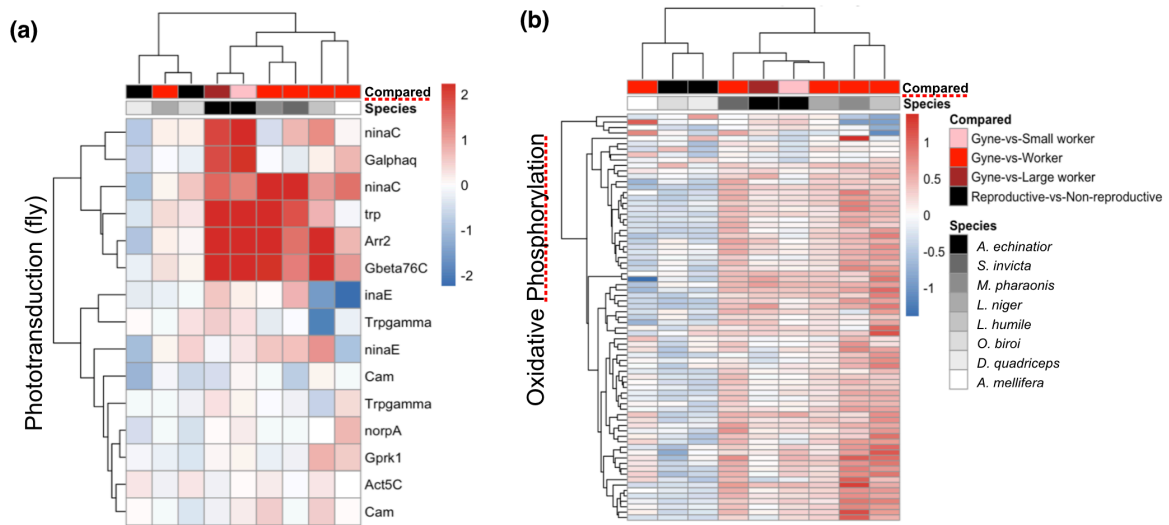 (a)
Phototransduction (fly)
Compared
Species
ninaC
Galphaq
ninaC
trp
Arr2
Gbeta76C
inaE
Trpgamma
ninaE
Cam
Trpgamma
norpA
Gprk1
Act5C
Cam
2
1
0
-1
-2
(b)
Oxidative Phosphorylation
Compared
Species
1
0.5
0
-0.5
-1
Compared
Gyne-vs-Small worker
Gyne-vs-Worker
Gyne-vs-Large worker
Reproductive-vs-Non-reproductive
Species
A. echinatior
S. invicta
M. pharaonis
L. niger
L. humile
O. biroi
D. quadriceps
A. mellifera